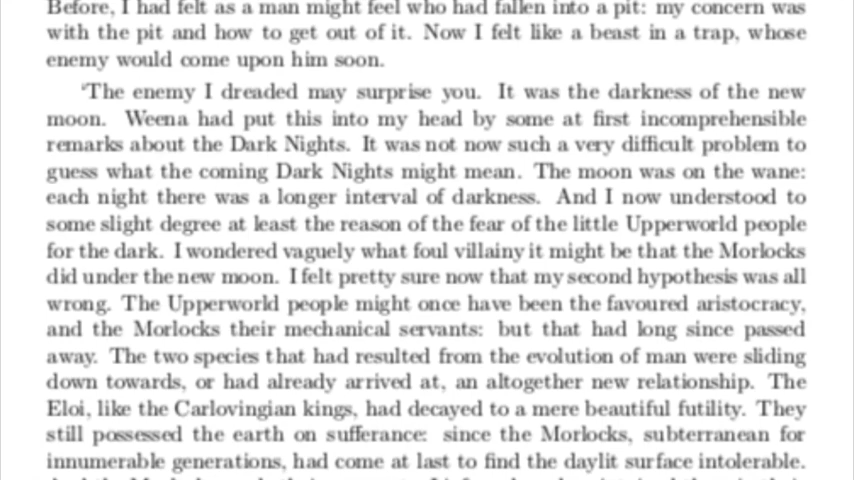 Before, I had felt as a man might feel who had fallen into a pit: my concern was
with the pit and how to get out of it. Now I felt like a beast in a trap, whose
enemy would come upon him soon.
'The enemy I dreaded may surprise you. It was the darkness of the new
moon. Weena had put this into my head by some at first incomprehensible
remarks about the Dark Nights. It was not now such a very difficult problem to
guess what the coming Dark Nights might mean. The moon was on the wane:
each night there was a longer interval of darkness. And I now understood to
some slight degree at least the reason of the fear of the little Upperworld people
for the dark. I wondered vaguely what foul villainy it might be that the Morlocks
did under the new moon. I felt pretty sure now that my second hypothesis was all
wrong. The Upperworld people might once have been the favoured aristocracy,
and the Morlocks their mechanical servants: but that had long since passed
away. The two species that had resulted from the evolution of man were sliding
down towards, or had already arrived at, an altogether new relationship. The
Eloi, like the Carlovingian kings, had decayed to a mere beautiful futility. They
still possessed the earth on sufferance: since the Morlocks, subterranean for
innumerable generations, had come at last to find the daylit surface intolerable.